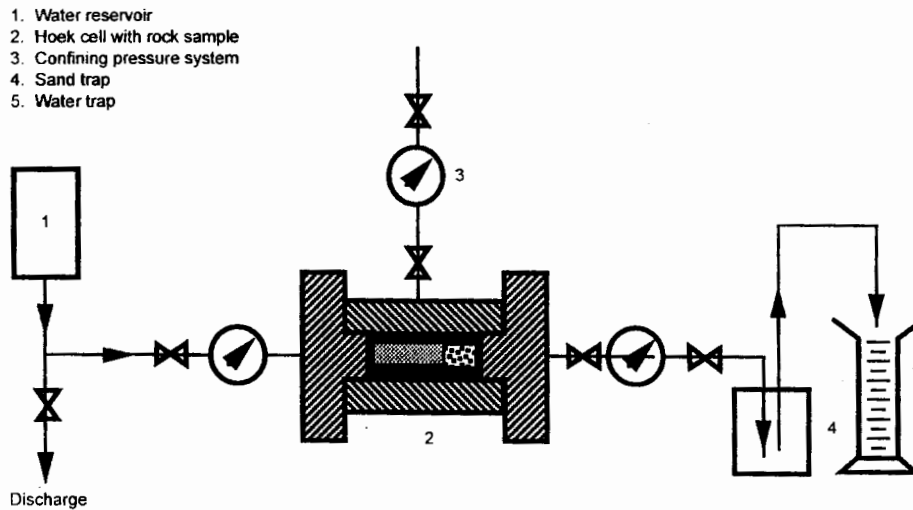 1. Water reservoir
2. Hoek cell with rock sample
3. Confining pressure system
4. Sand trap
5. Water trap
3
1
4
2
Discharge